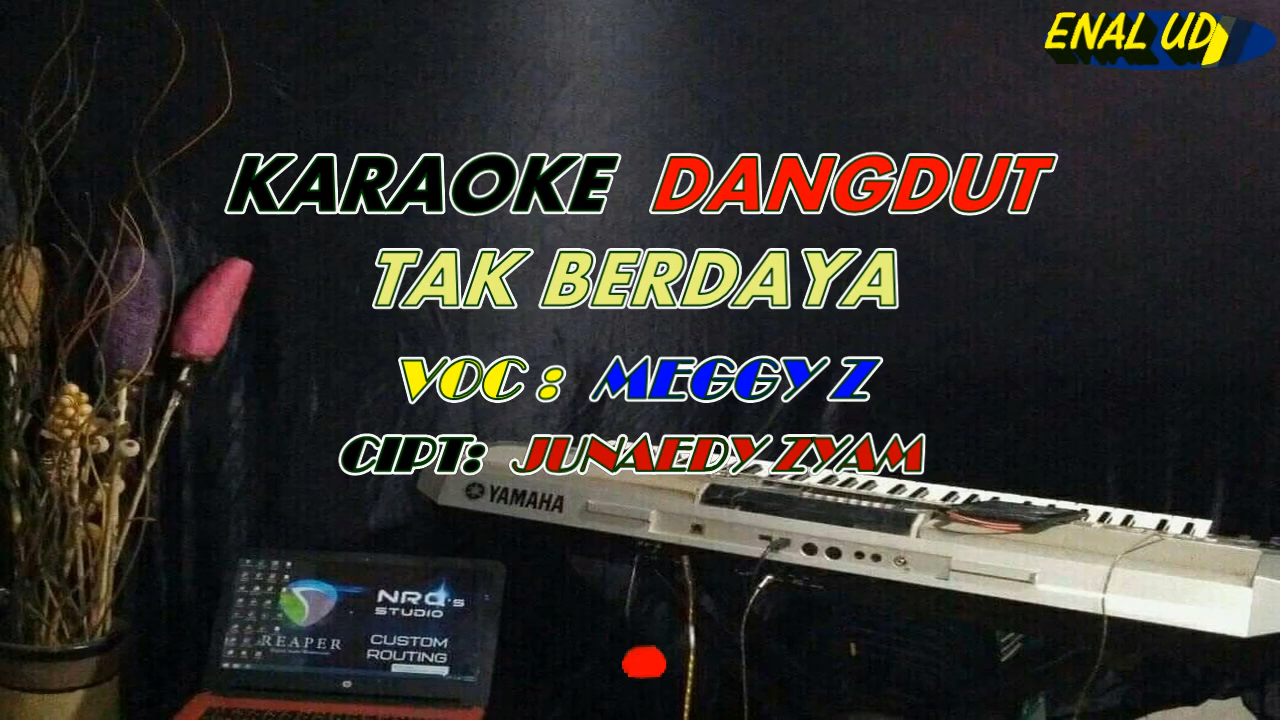 ENAL UD
KARAOKE DANGDUT
TAK BERDAYA
VOC : MEGGY Z
CIPT: JUNAEDY ZYAM
YAMAHA
NRG's
STUDIO
REAPER
CUSTOM
ROUTING